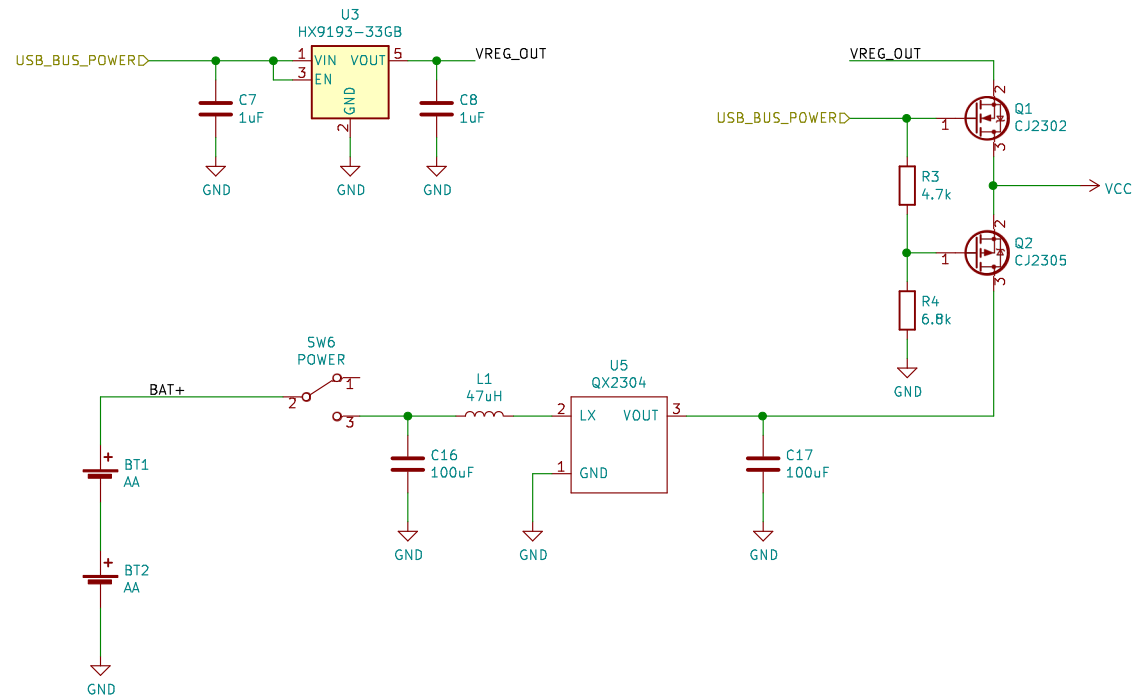 U3
HX9193-33GB
USB_BUS_POWER
1
VIN
VOUT
5
VREG_OUT
3
EN
GND
2
C7
1uF
C8
1uF
GND
GND
GND
VREG_OUT
2
Q1
CJ2302
USB_BUS_POWER
1
3
R3
4.7k
VCC
2
Q2
CJ2305
1
3
R4
6.8k
GND
SW6
POWER
1
2
3
BAT+
L1
47uH
U5
QX2304
2
LX
VOUT
3
1
GND
C16
100uF
C17
100uF
GND
GND
GND
+
BT1
AA
+
BT2
AA
GND